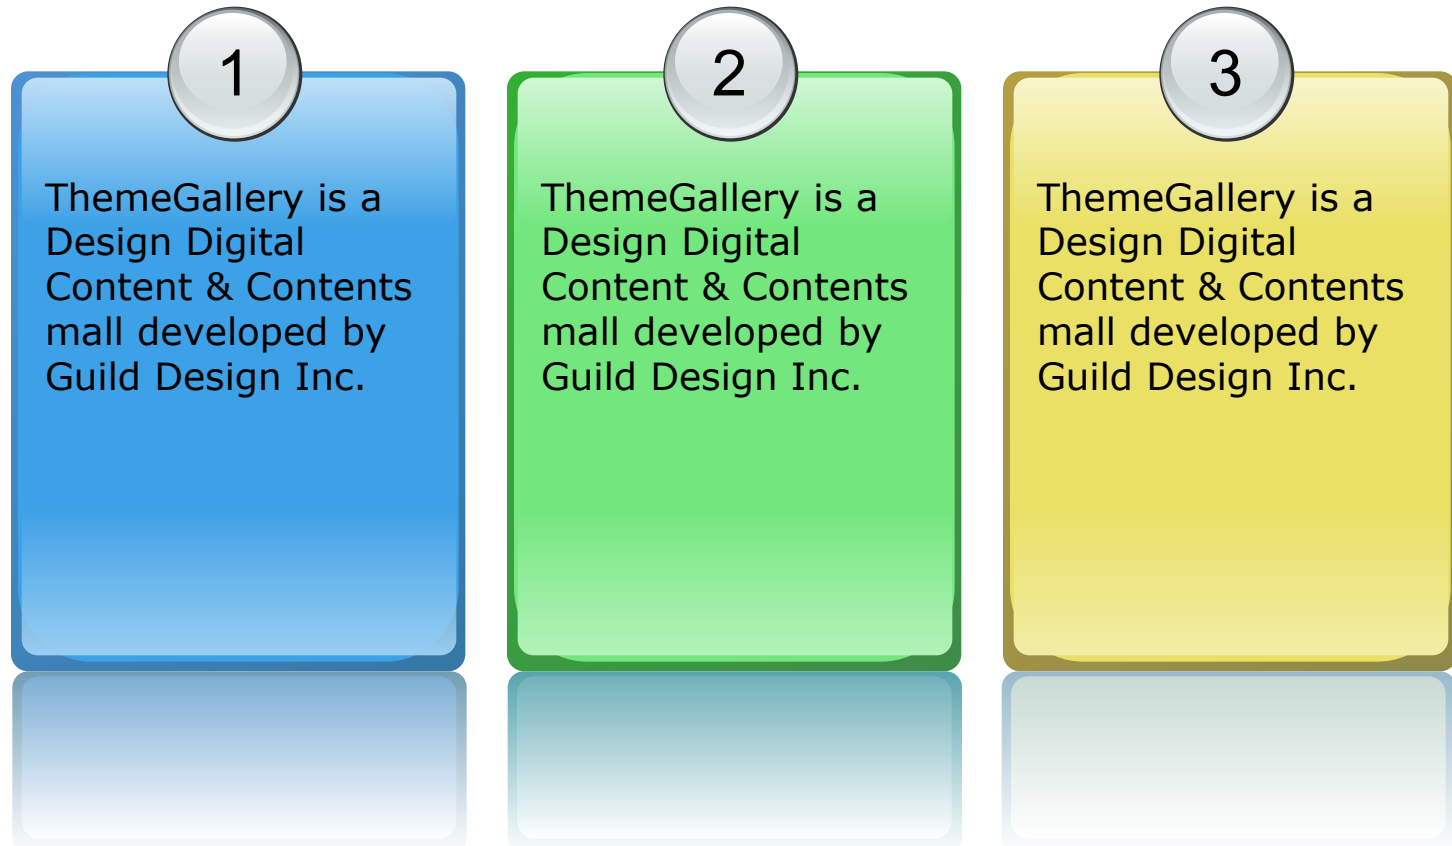 1
ThemeGallery is a
Design Digital
Content & Contents
mall developed by
Guild Design Inc.
2
ThemeGallery is a
Design Digital
Content & Contents
mall developed by
Guild Design Inc.
3
ThemeGallery is a
Design Digital
Content & Contents
mall developed by
Guild Design Inc.